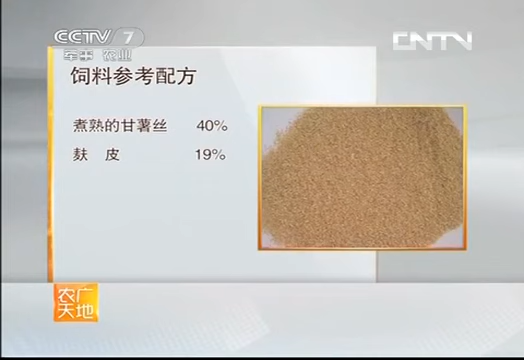 CCTV 7
军事 农业
CNTV
饲料参考配方
煮熟的甘薯丝 40%
麸 皮 19%
农广
天地